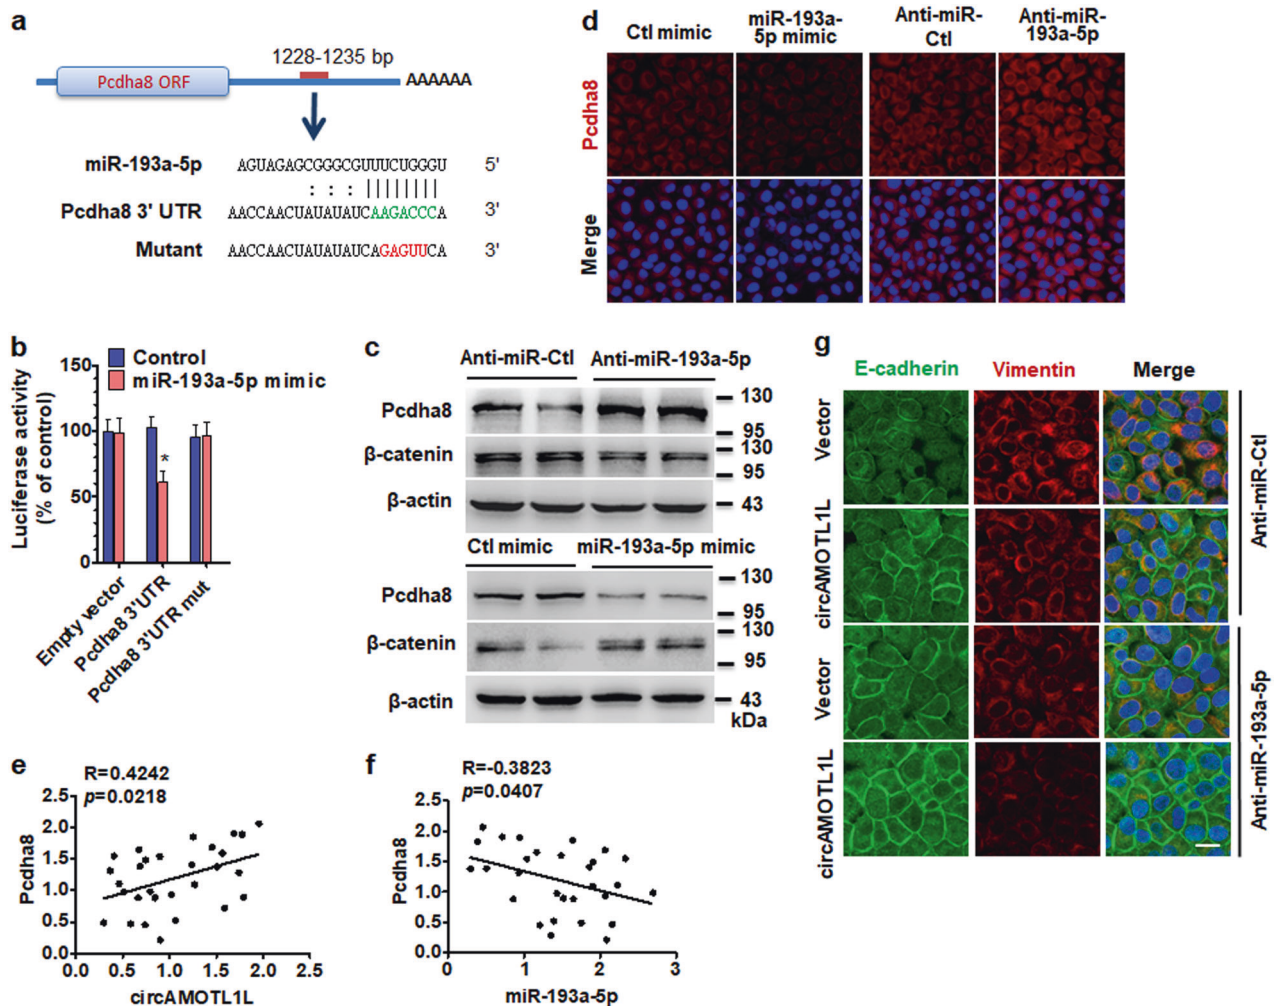 a
1228-1235 bp
Pcdha8 ORF
AAAAAA
miR-193a-5p AGUAGAGCGGGCGUUUCUGGGU 5'
: : : ||||||||
Pcdha8 3' UTR AACCAACUAUAUAUCAAGACCCA 3'
Mutant AACCAACUAUAUAUCAGAGUUCA 3'
b
Control
miR-193a-5p mimic
Luciferase activity
(% of control)
150
100
50
0
*
Empty vector
Pcdha8 3'UTR
Pcdha8 3'UTR mut
c
Anti-miR-Ctl Anti-miR-193a-5p
Pcdha8
130
95
β-catenin
130
95
β-actin
43
Ctl mimic miR-193a-5p mimic
Pcdha8
130
95
β-catenin
130
95
β-actin
43
kDa
d
Ctl mimic
miR-193a-
5p mimic
Anti-miR-
Ctl
Anti-miR-
193a-5p
Pcdha8
Merge
e
R=0.4242
p=0.0218
Pcdha8
2.5
2.0
1.5
1.0
0.5
0.0
0.0 0.5 1.0 1.5 2.0 2.5
circAMOTL1L
f
R=-0.3823
p=0.0407
Pcdha8
2.5
2.0
1.5
1.0
0.5
0.0
0 1 2 3
miR-193a-5p
g
E-cadherin Vimentin Merge
Vector
circAMOTL1L
Vector
circAMOTL1L
Anti-miR-Ctl
Anti-miR-193a-5p